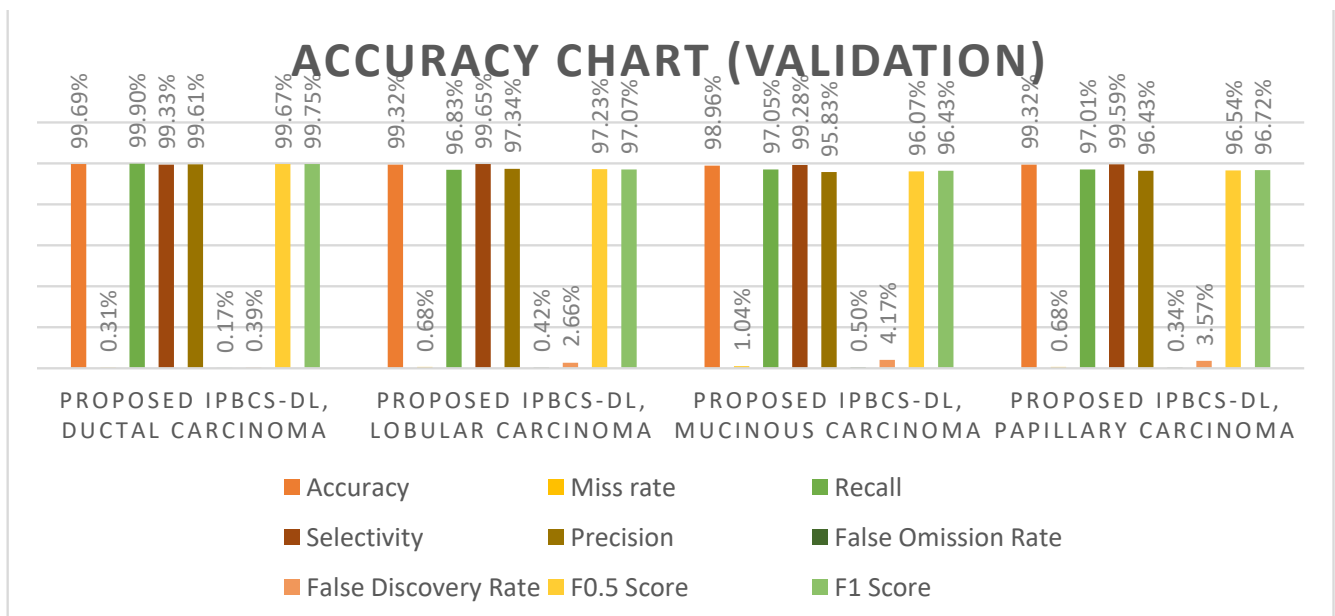 ACCURACY CHART (VALIDATION)
99.69%
0.31%
99.90%
99.33%
99.61%
0.17%
0.39%
99.67%
99.75%
99.32%
0.68%
96.83%
99.65%
97.34%
0.42%
2.66%
97.23%
97.07%
98.96%
1.04%
97.05%
99.28%
95.83%
0.50%
4.17%
96.07%
96.43%
99.32%
0.68%
97.01%
99.59%
96.43%
0.34%
3.57%
96.54%
96.72%
PROPOSED IPBCS-DL,
DUCTAL CARCINOMA
PROPOSED IPBCS-DL,
LOBULAR CARCINOMA
PROPOSED IPBCS-DL,
MUCINOUS CARCINOMA
PROPOSED IPBCS-DL,
PAPILLARY CARCINOMA
Accuracy
Miss rate
Recall
Selectivity
Precision
False Omission Rate
False Discovery Rate
F0.5 Score
F1 Score